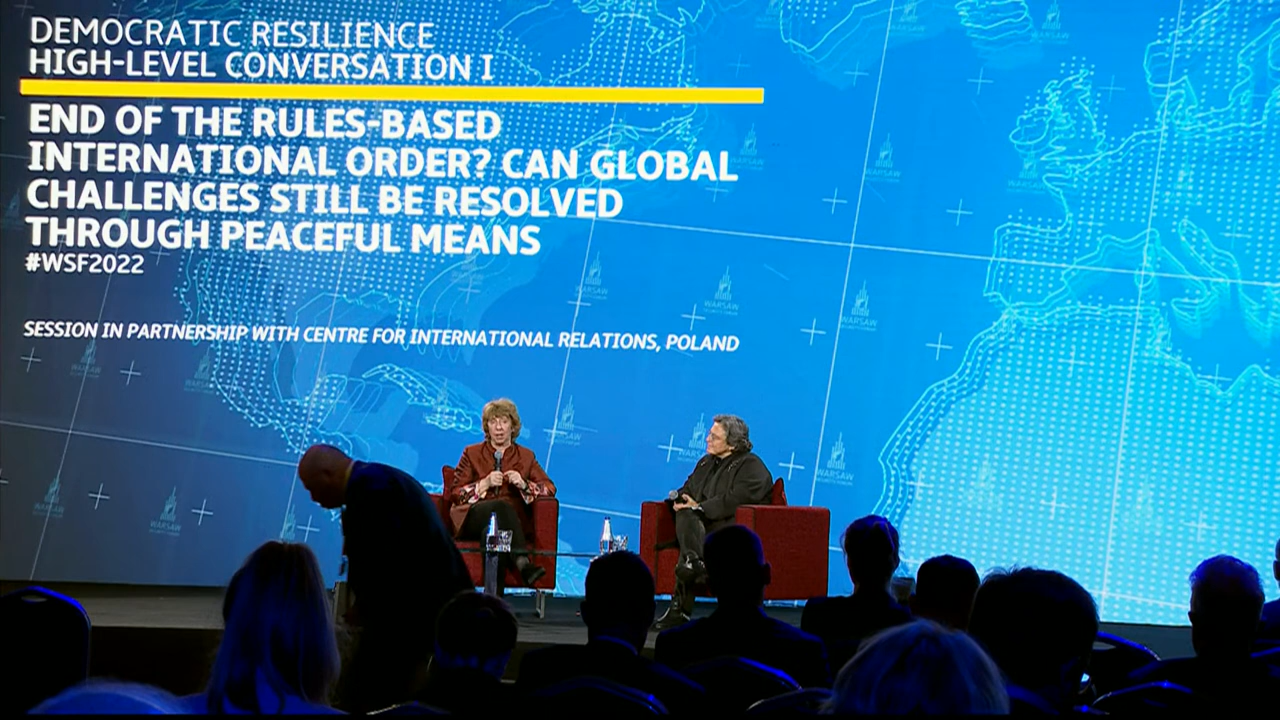 DEMOCRATIC RESILIENCE
HIGH-LEVEL CONVERSATION I
END OF THE RULES-BASED
INTERNATIONAL ORDER? CAN GLOBAL
CHALLENGES STILL BE RESOLVED
THROUGH PEACEFUL MEANS
#WSF2022
SESSION IN PARTNERSHIP WITH CENTRE FOR INTERNATIONAL RELATIONS, POLAND
WARSAW